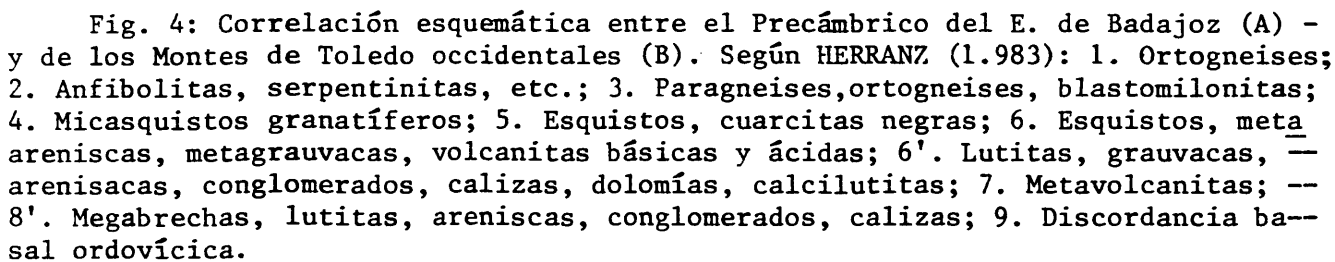 Fig. 4: Correlación esquemática entre el Precámbrico del E. de Badajoz (A) -
y de los Montes de Toledo occidentales (B). Según HERRANZ (1.983): 1. Ortogneises;
2. Anfibolitas, serpentinitas, etc.; 3. Paragneises,ortogneises, blastomilonitas;
4. Micasquistos granatíferos; 5. Esquistos, cuarcitas negras; 6. Esquistos, meta
areniscas, metagrauvacas, volcanitas básicas y ácidas; 6'. Lutitas, grauvacas, --
arenisacas, conglomerados, calizas, dolomías, calcilutitas; 7. Metavolcanitas; --
8'. Megabrechas, lutitas, areniscas, conglomerados, calizas; 9. Discordancia ba--
sal ordovícica.